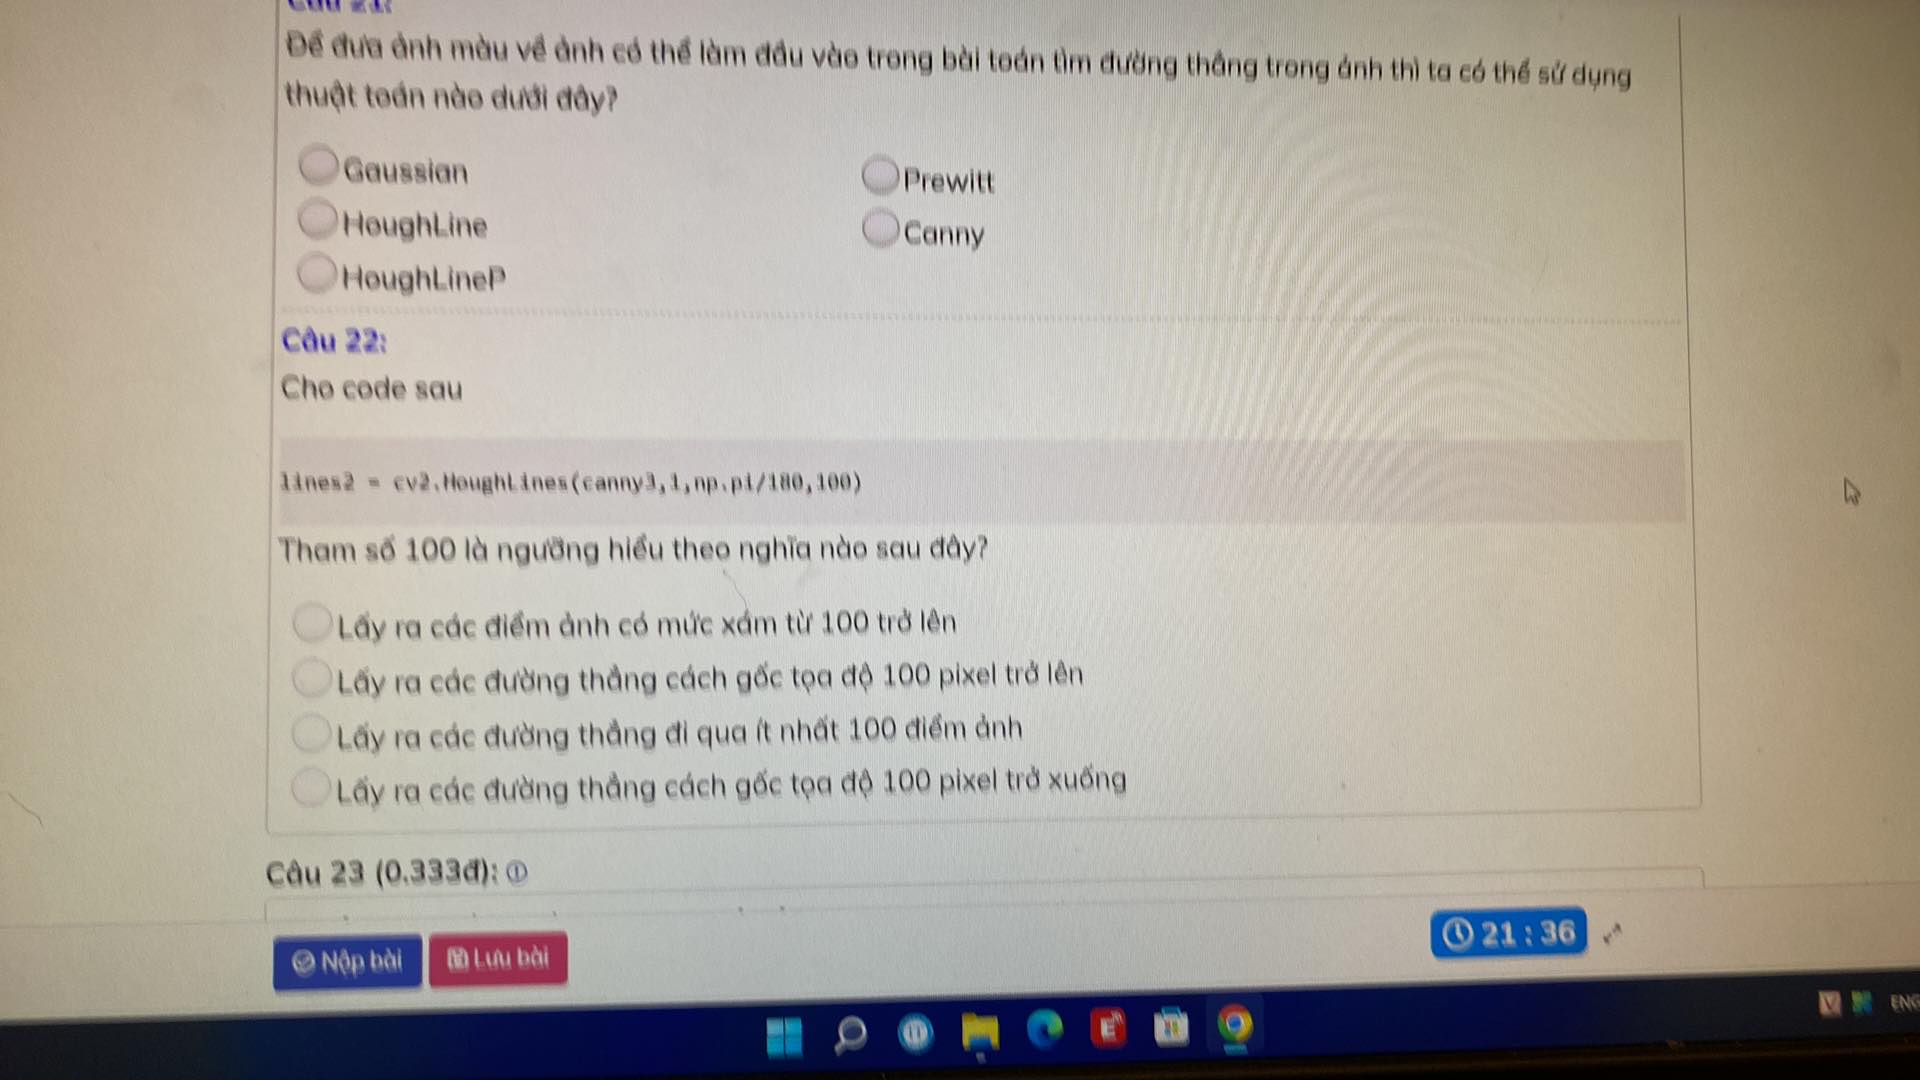 Câu 21:
Để đưa ảnh màu về ảnh có thể làm đầu vào trong bài toán tìm đường thẳng trong ảnh thì ta có thể sử dụng
thuật toán nào dưới đây?
Gaussian
Prewitt
HoughLine
Canny
HoughLineP
Câu 22:
Cho code sau
lines2 = cv2.HoughLines(canny3,1,np.pi/180,100)
Tham số 100 là ngưỡng hiểu theo nghĩa nào sau đây?
Lấy ra các điểm ảnh có mức xám từ 100 trở lên
Lấy ra các đường thẳng cách gốc tọa độ 100 pixel trở lên
Lấy ra các đường thẳng đi qua ít nhất 100 điểm ảnh
Lấy ra các đường thẳng cách gốc tọa độ 100 pixel trở xuống
Câu 23 (0.333đ):
Nộp bài
Lưu bài
21 : 36
ENG